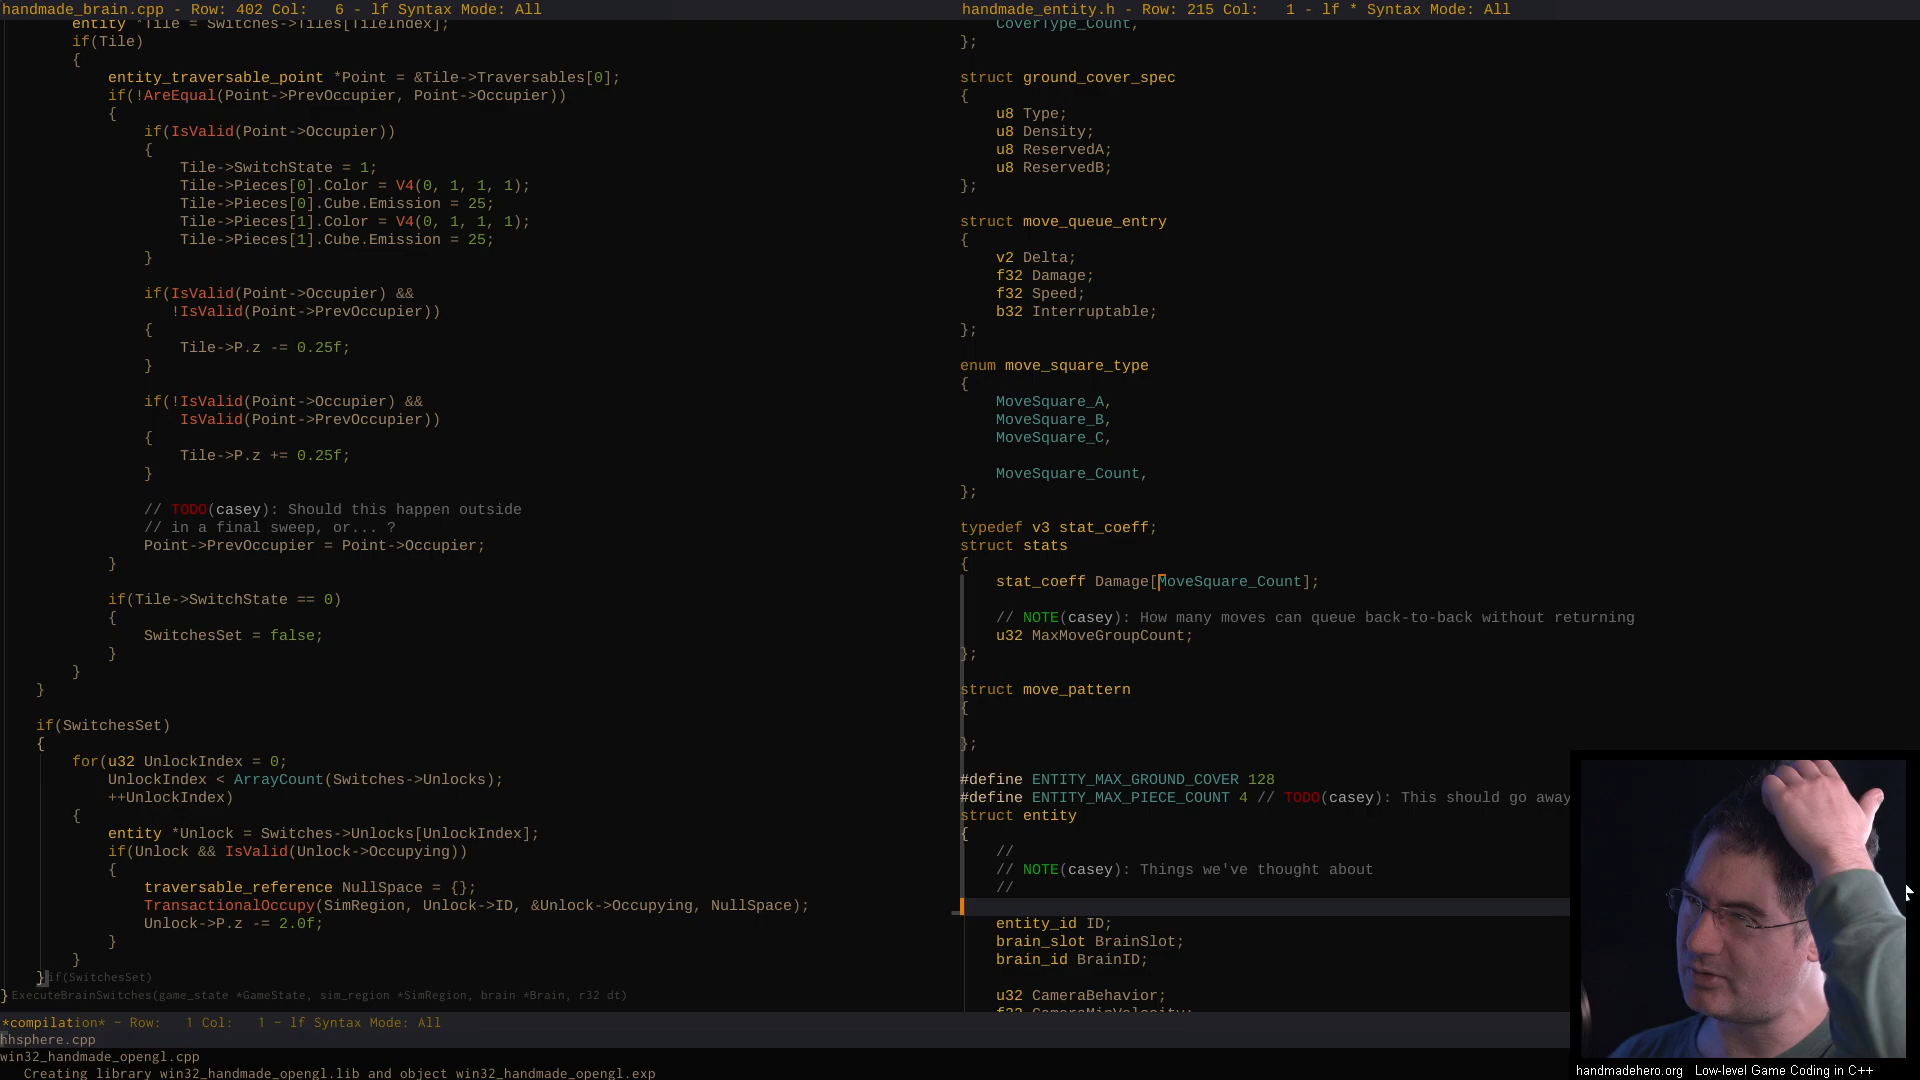 handmade_brain.cpp - Row: 402 Col:   6 - lf Syntax Mode: All
entity *Tile = Switches->Tiles[TileIndex];
if(Tile)
{
entity_traversable_point *Point = &Tile->Traversables[0];
if(!AreEqual(Point->PrevOccupier, Point->Occupier))
{
if(IsValid(Point->Occupier))
{
Tile->SwitchState = 1;
Tile->Pieces[0].Color = V4(0, 1, 1, 1);
Tile->Pieces[0].Cube.Emission = 25;
Tile->Pieces[1].Color = V4(0, 1, 1, 1);
Tile->Pieces[1].Cube.Emission = 25;
}
if(IsValid(Point->Occupier) &&
!IsValid(Point->PrevOccupier))
{
Tile->P.z -= 0.25f;
}
if(!IsValid(Point->Occupier) &&
IsValid(Point->PrevOccupier))
{
Tile->P.z += 0.25f;
}
// TODO(casey): Should this happen outside
// in a final sweep, or... ?
Point->PrevOccupier = Point->Occupier;
}
if(Tile->SwitchState == 0)
{
SwitchesSet = false;
}
}
}
if(SwitchesSet)
{
for(u32 UnlockIndex = 0;
UnlockIndex < ArrayCount(Switches->Unlocks);
++UnlockIndex)
{
entity *Unlock = Switches->Unlocks[UnlockIndex];
if(Unlock && IsValid(Unlock->Occupying))
{
traversable_reference NullSpace = {};
TransactionalOccupy(SimRegion, Unlock->ID, &Unlock->Occupying, NullSpace);
Unlock->P.z -= 2.0f;
}
}
} if(SwitchesSet)
} ExecuteBrainSwitches(game_state *GameState, sim_region *SimRegion, brain *Brain, r32 dt)
handmade_entity.h - Row: 215 Col:   1 - lf * Syntax Mode: All
CoverType_Count,
};
struct ground_cover_spec
{
u8 Type;
u8 Density;
u8 ReservedA;
u8 ReservedB;
};
struct move_queue_entry
{
v2 Delta;
f32 Damage;
f32 Speed;
b32 Interruptable;
};
enum move_square_type
{
MoveSquare_A,
MoveSquare_B,
MoveSquare_C,
MoveSquare_Count,
};
typedef v3 stat_coeff;
struct stats
{
stat_coeff Damage[MoveSquare_Count];
// NOTE(casey): How many moves can queue back-to-back without returning
u32 MaxMoveGroupCount;
};
struct move_pattern
{
};
#define ENTITY_MAX_GROUND_COVER 128
#define ENTITY_MAX_PIECE_COUNT 4 // TODO(casey): This should go away
struct entity
{
//
// NOTE(casey): Things we've thought about
//
entity_id ID;
brain_slot BrainSlot;
brain_id BrainID;
u32 CameraBehavior;
f32 CameraMinVelocity;
*compilation* - Row:   1 Col:   1 - lf Syntax Mode: All
hhsphere.cpp
win32_handmade_opengl.cpp
Creating library win32_handmade_opengl.lib and object win32_handmade_opengl.exp
handmadehero.org   Low-level Game Coding in C++